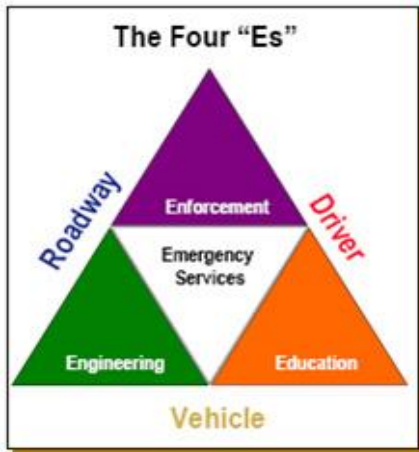 The Four “Es”
Roadway
Driver
Enforcement
Emergency
Services
Engineering
Education
Vehicle